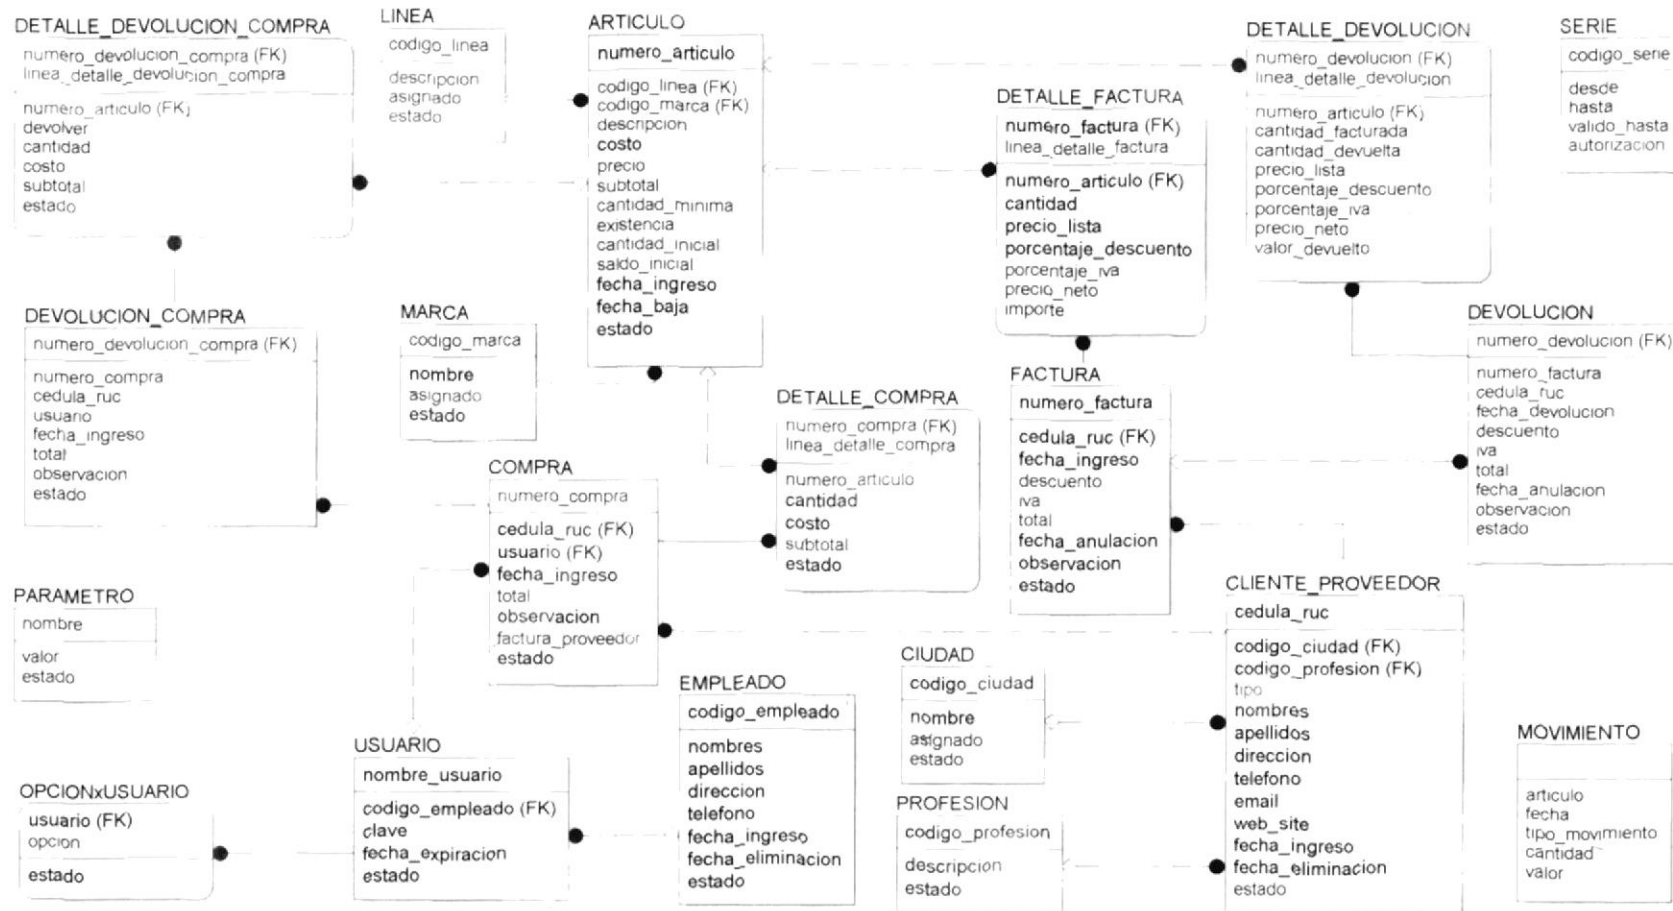 DETALLE_DEVOLUCION_COMPRA
numero_devolucion_compra (FK)
linea_detalle_devolucion_compra
numero_articulo (FK)
devolver
cantidad
costo
subtotal
estado
LINEA
codigo_linea
descripcion
asignado
estado
ARTICULO
numero_articulo
codigo_linea (FK)
codigo_marca (FK)
descripcion
costo
precio
subtotal
cantidad_minima
existencia
cantidad_inicial
saldo_inicial
fecha_ingreso
fecha_baja
estado
DETALLE_FACTURA
numero_factura (FK)
linea_detalle_factura
numero_articulo (FK)
cantidad
precio_lista
porcentaje_descuento
porcentaje_iva
precio_neto
importe
DETALLE_DEVOLUCION
numero_devolucion (FK)
linea_detalle_devolucion
numero_articulo (FK)
cantidad_facturada
cantidad_devuelta
precio_lista
porcentaje_descuento
porcentaje_iva
precio_neto
valor_devuelto
SERIE
codigo_serie
desde
hasta
valido_hasta
autorizacion
DEVOLUCION_COMPRA
numero_devolucion_compra (FK)
numero_compra
cedula_ruc
usuario
fecha_ingreso
total
observacion
estado
MARCA
codigo_marca
nombre
asignado
estado
DETALLE_COMPRA
numero_compra (FK)
linea_detalle_compra
numero_articulo
cantidad
costo
subtotal
estado
FACTURA
numero_factura
cedula_ruc (FK)
fecha_ingreso
descuento
iva
total
fecha_anulacion
observacion
estado
DEVOLUCION
numero_devolucion (FK)
numero_factura
cedula_ruc
fecha_devolucion
descuento
iva
total
fecha_anulacion
observacion
estado
COMPRA
numero_compra
cedula_ruc (FK)
usuario (FK)
fecha_ingreso
total
observacion
factura_proveedor
estado
PARAMETRO
nombre
valor
estado
CLIENTE_PROVEEDOR
cedula_ruc
codigo_ciudad (FK)
codigo_profesion (FK)
tipo
nombres
apellidos
direccion
telefono
email
web_site
fecha_ingreso
fecha_eliminacion
estado
CIUDAD
codigo_ciudad
nombre
asignado
estado
EMPLEADO
codigo_empleado
nombres
apellidos
direccion
telefono
fecha_ingreso
fecha_eliminacion
estado
USUARIO
nombre_usuario
codigo_empleado (FK)
clave
fecha_expiracion
estado
OPCIONxUSUARIO
usuario (FK)
opcion
estado
PROFESION
codigo_profesion
descripcion
estado
MOVIMIENTO
articulo
fecha
tipo_movimiento
cantidad
valor